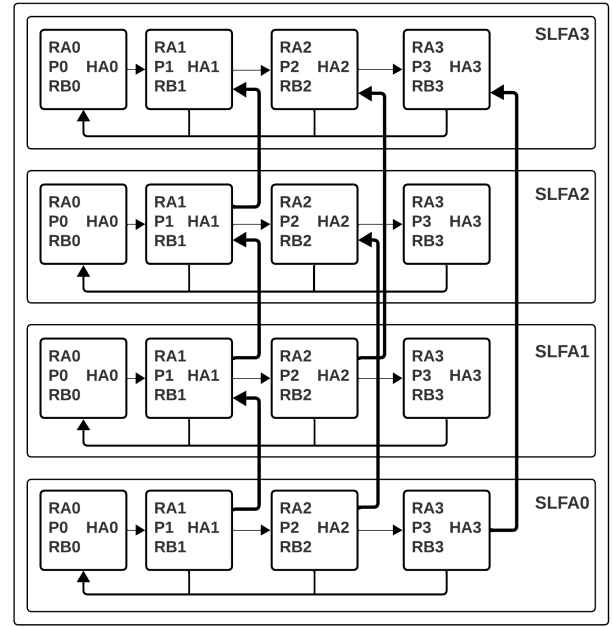 SLFA3
RA0
P0 HA0
RB0
RA1
P1 HA1
RB1
RA2
P2 HA2
RB2
RA3
P3 HA3
RB3
SLFA2
RA0
P0 HA0
RB0
RA1
P1 HA1
RB1
RA2
P2 HA2
RB2
RA3
P3 HA3
RB3
SLFA1
RA0
P0 HA0
RB0
RA1
P1 HA1
RB1
RA2
P2 HA2
RB2
RA3
P3 HA3
RB3
SLFA0
RA0
P0 HA0
RB0
RA1
P1 HA1
RB1
RA2
P2 HA2
RB2
RA3
P3 HA3
RB3